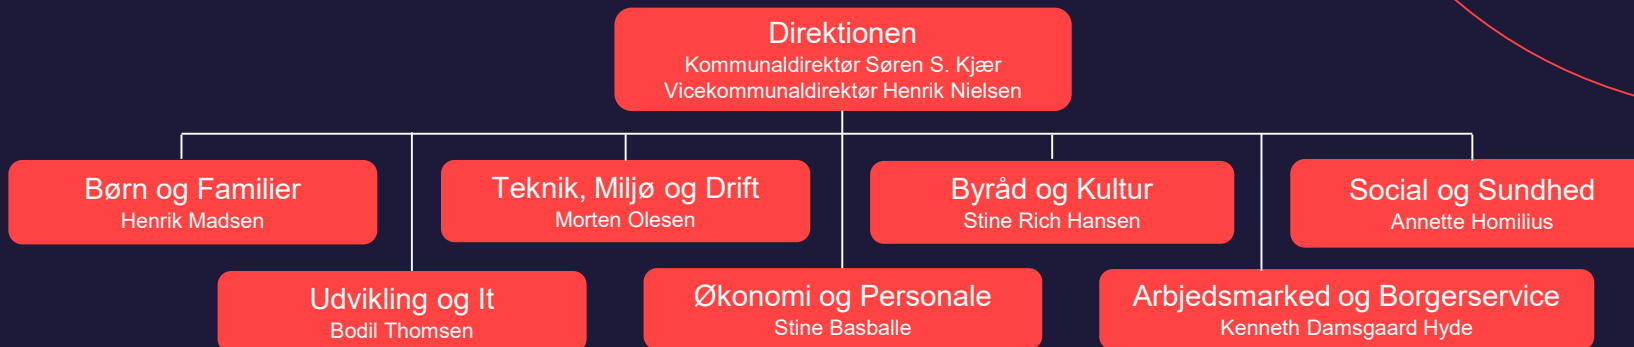 Direktionen
Kommunaldirektør Søren S. Kjær
Vicekommunaldirektør Henrik Nielsen
Børn og Familier
Henrik Madsen
Teknik, Miljø og Drift
Morten Olesen
Byråd og Kultur
Stine Rich Hansen
Social og Sundhed
Annette Homilius
Udvikling og It
Bodil Thomsen
Økonomi og Personale
Stine Basballe
Arbjedsmarked og Borgerservice
Kenneth Damsgaard Hyde